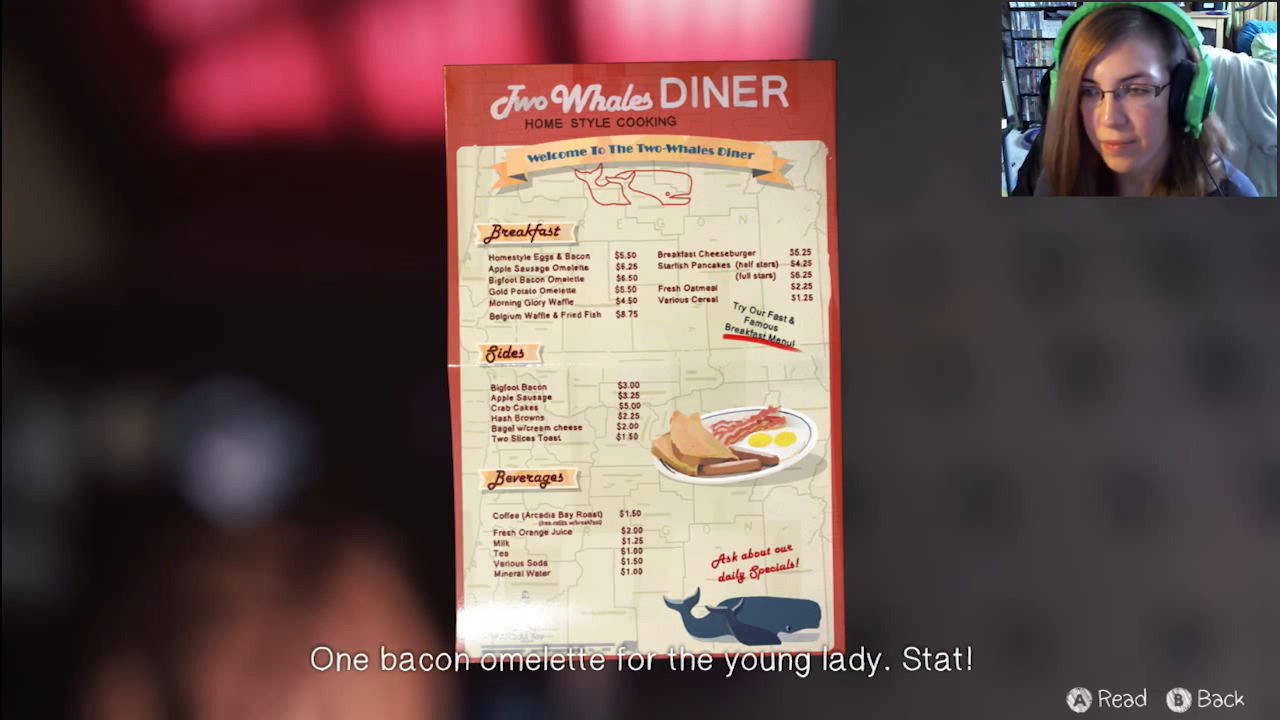 Two Whales DINER
HOME STYLE COOKING
Welcome To The Two-Whales Diner
Breakfast
Homestyle Eggs & Bacon $5.50
Apple Sausage Omelette $6.25
Bigfoot Bacon Omelette $6.50
Gold Potato Omelette $5.50
Morning Glory Waffle $4.50
Belgium Waffle & Fried Fish $8.75
Breakfast Cheeseburger $5.25
Starfish Pancakes (half stars) $4.25
(full stars) $6.25
Fresh Oatmeal $2.25
Various Cereal $1.25
Try Our Fast &
Famous
Breakfast Menu!
Sides
Bigfoot Bacon $3.00
Apple Sausage $3.25
Crab Cakes $5.00
Hash Browns $2.25
Bagel w/cream cheese $2.00
Two Slices Toast $1.50
Beverages
Coffee (Arcadia Bay Roast) $1.50
(free refills w/breakfast)
Fresh Orange Juice $2.00
Milk $1.25
Tea $1.00
Various Soda $1.50
Mineral Water $1.00
Ask about our
daily Specials!
One bacon omelette for the young lady. Stat!
A Read B Back